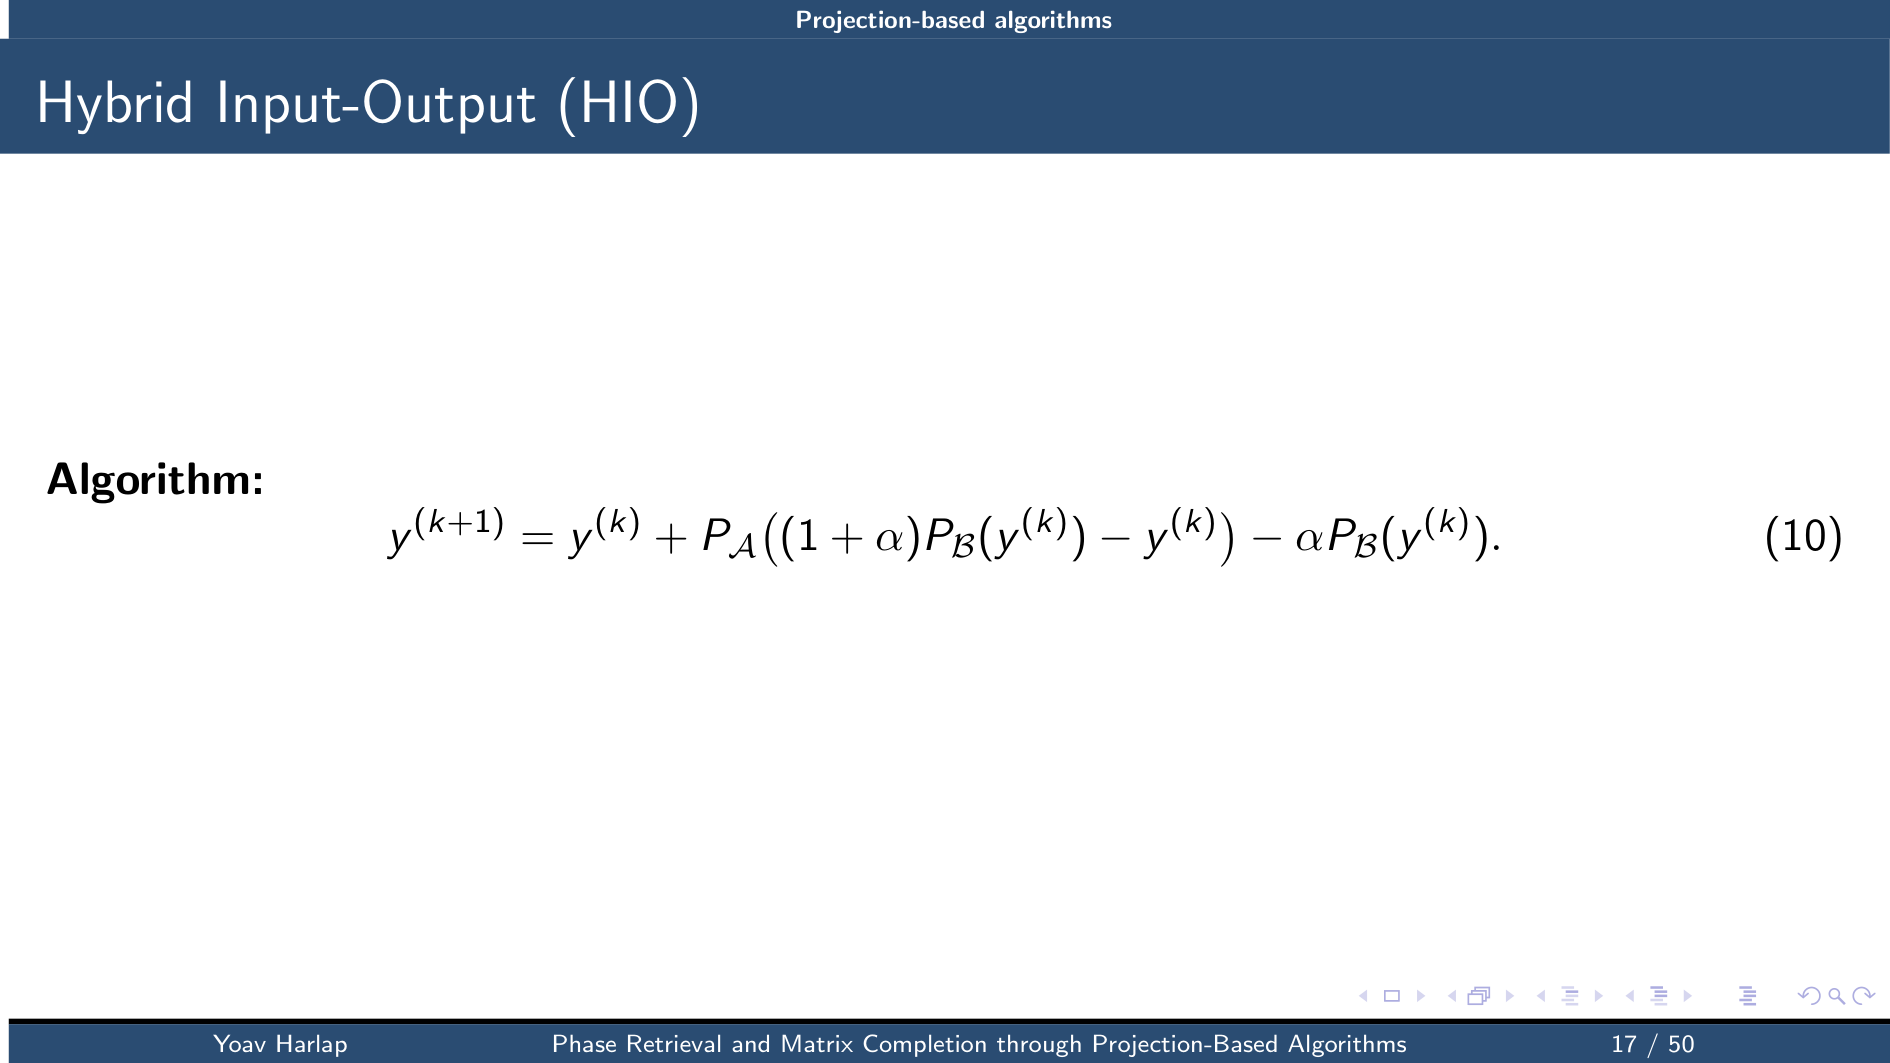 Projection-based algorithms
Hybrid Input-Output (HIO)
Algorithm:
y^{(k+1)} = y^{(k)} + P_𝒜((1 + α)P_ℬ(y^{(k)}) − y^{(k)}) − αP_ℬ(y^{(k)}). (10)
Yoav Harlap Phase Retrieval and Matrix Completion through Projection-Based Algorithms 17 / 50